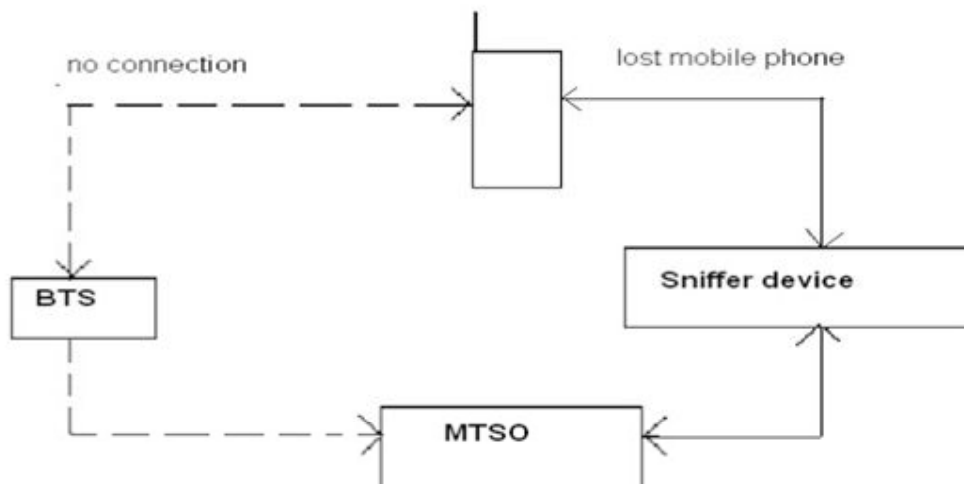 no connection
lost mobile phone
BTS
Sniffer device
MTSO